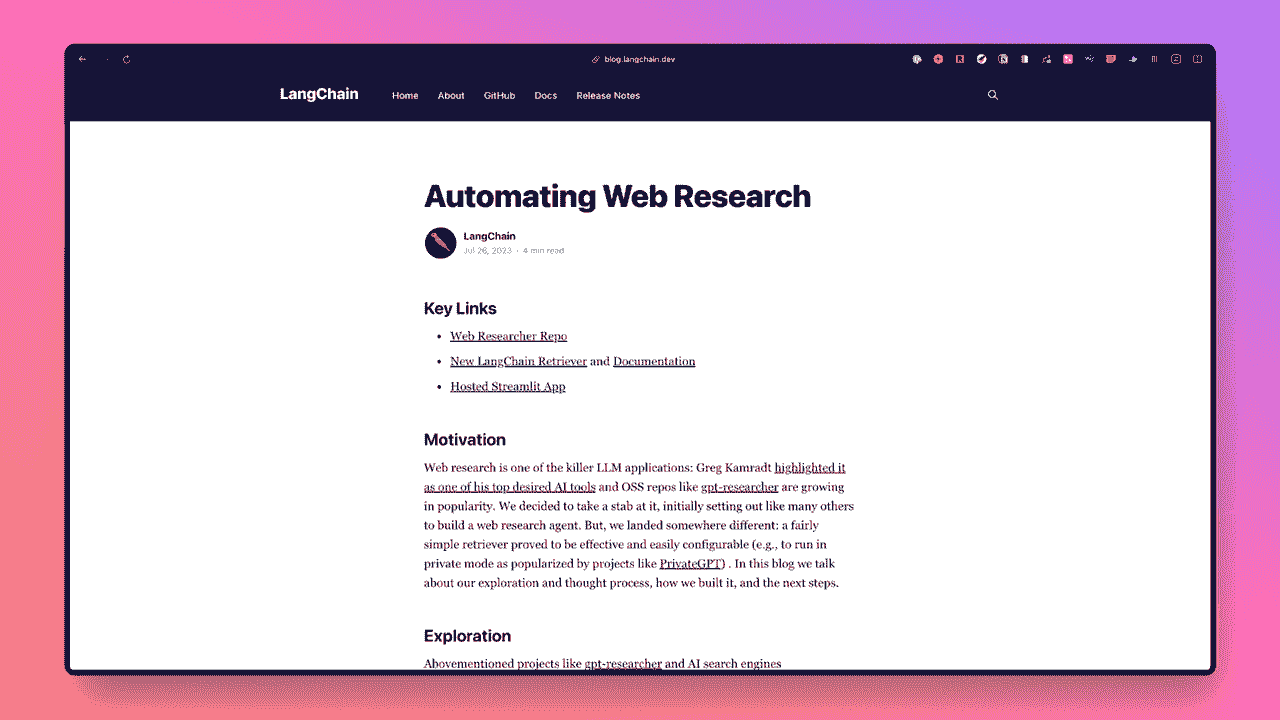 blog.langchain.dev
LangChain Home About GitHub Docs Release Notes
Automating Web Research
LangChain
Jul 26, 2023 · 4 min read
Key Links
• Web Researcher Repo
• New LangChain Retriever and Documentation
• Hosted Streamlit App
Motivation
Web research is one of the killer LLM applications: Greg Kamradt highlighted it
as one of his top desired AI tools and OSS repos like gpt-researcher are growing
in popularity. We decided to take a stab at it, initially setting out like many others
to build a web research agent. But, we landed somewhere different: a fairly
simple retriever proved to be effective and easily configurable (e.g., to run in
private mode as popularized by projects like PrivateGPT) . In this blog we talk
about our exploration and thought process, how we built it, and the next steps.
Exploration
Abovementioned projects like gpt-researcher and AI search engines